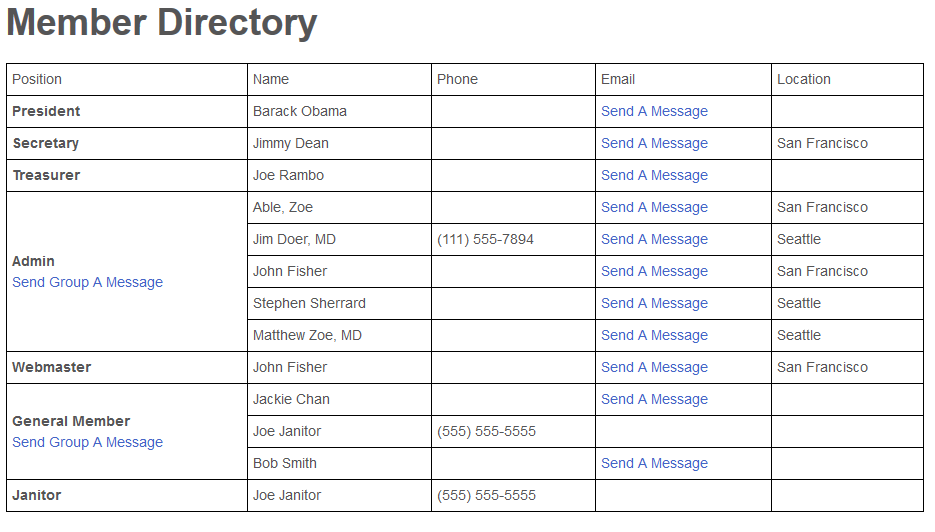 Member Directory
Position Name Phone Email Location
President Barack Obama Send A Message
Secretary Jimmy Dean Send A Message San Francisco
Treasurer Joe Rambo Send A Message
Admin
Send Group A Message
Able, Zoe Send A Message San Francisco
Jim Doer, MD (111) 555-7894 Send A Message Seattle
John Fisher Send A Message San Francisco
Stephen Sherrard Send A Message Seattle
Matthew Zoe, MD Send A Message Seattle
Webmaster John Fisher Send A Message San Francisco
General Member
Send Group A Message
Jackie Chan Send A Message
Joe Janitor (555) 555-5555
Bob Smith Send A Message
Janitor Joe Janitor (555) 555-5555